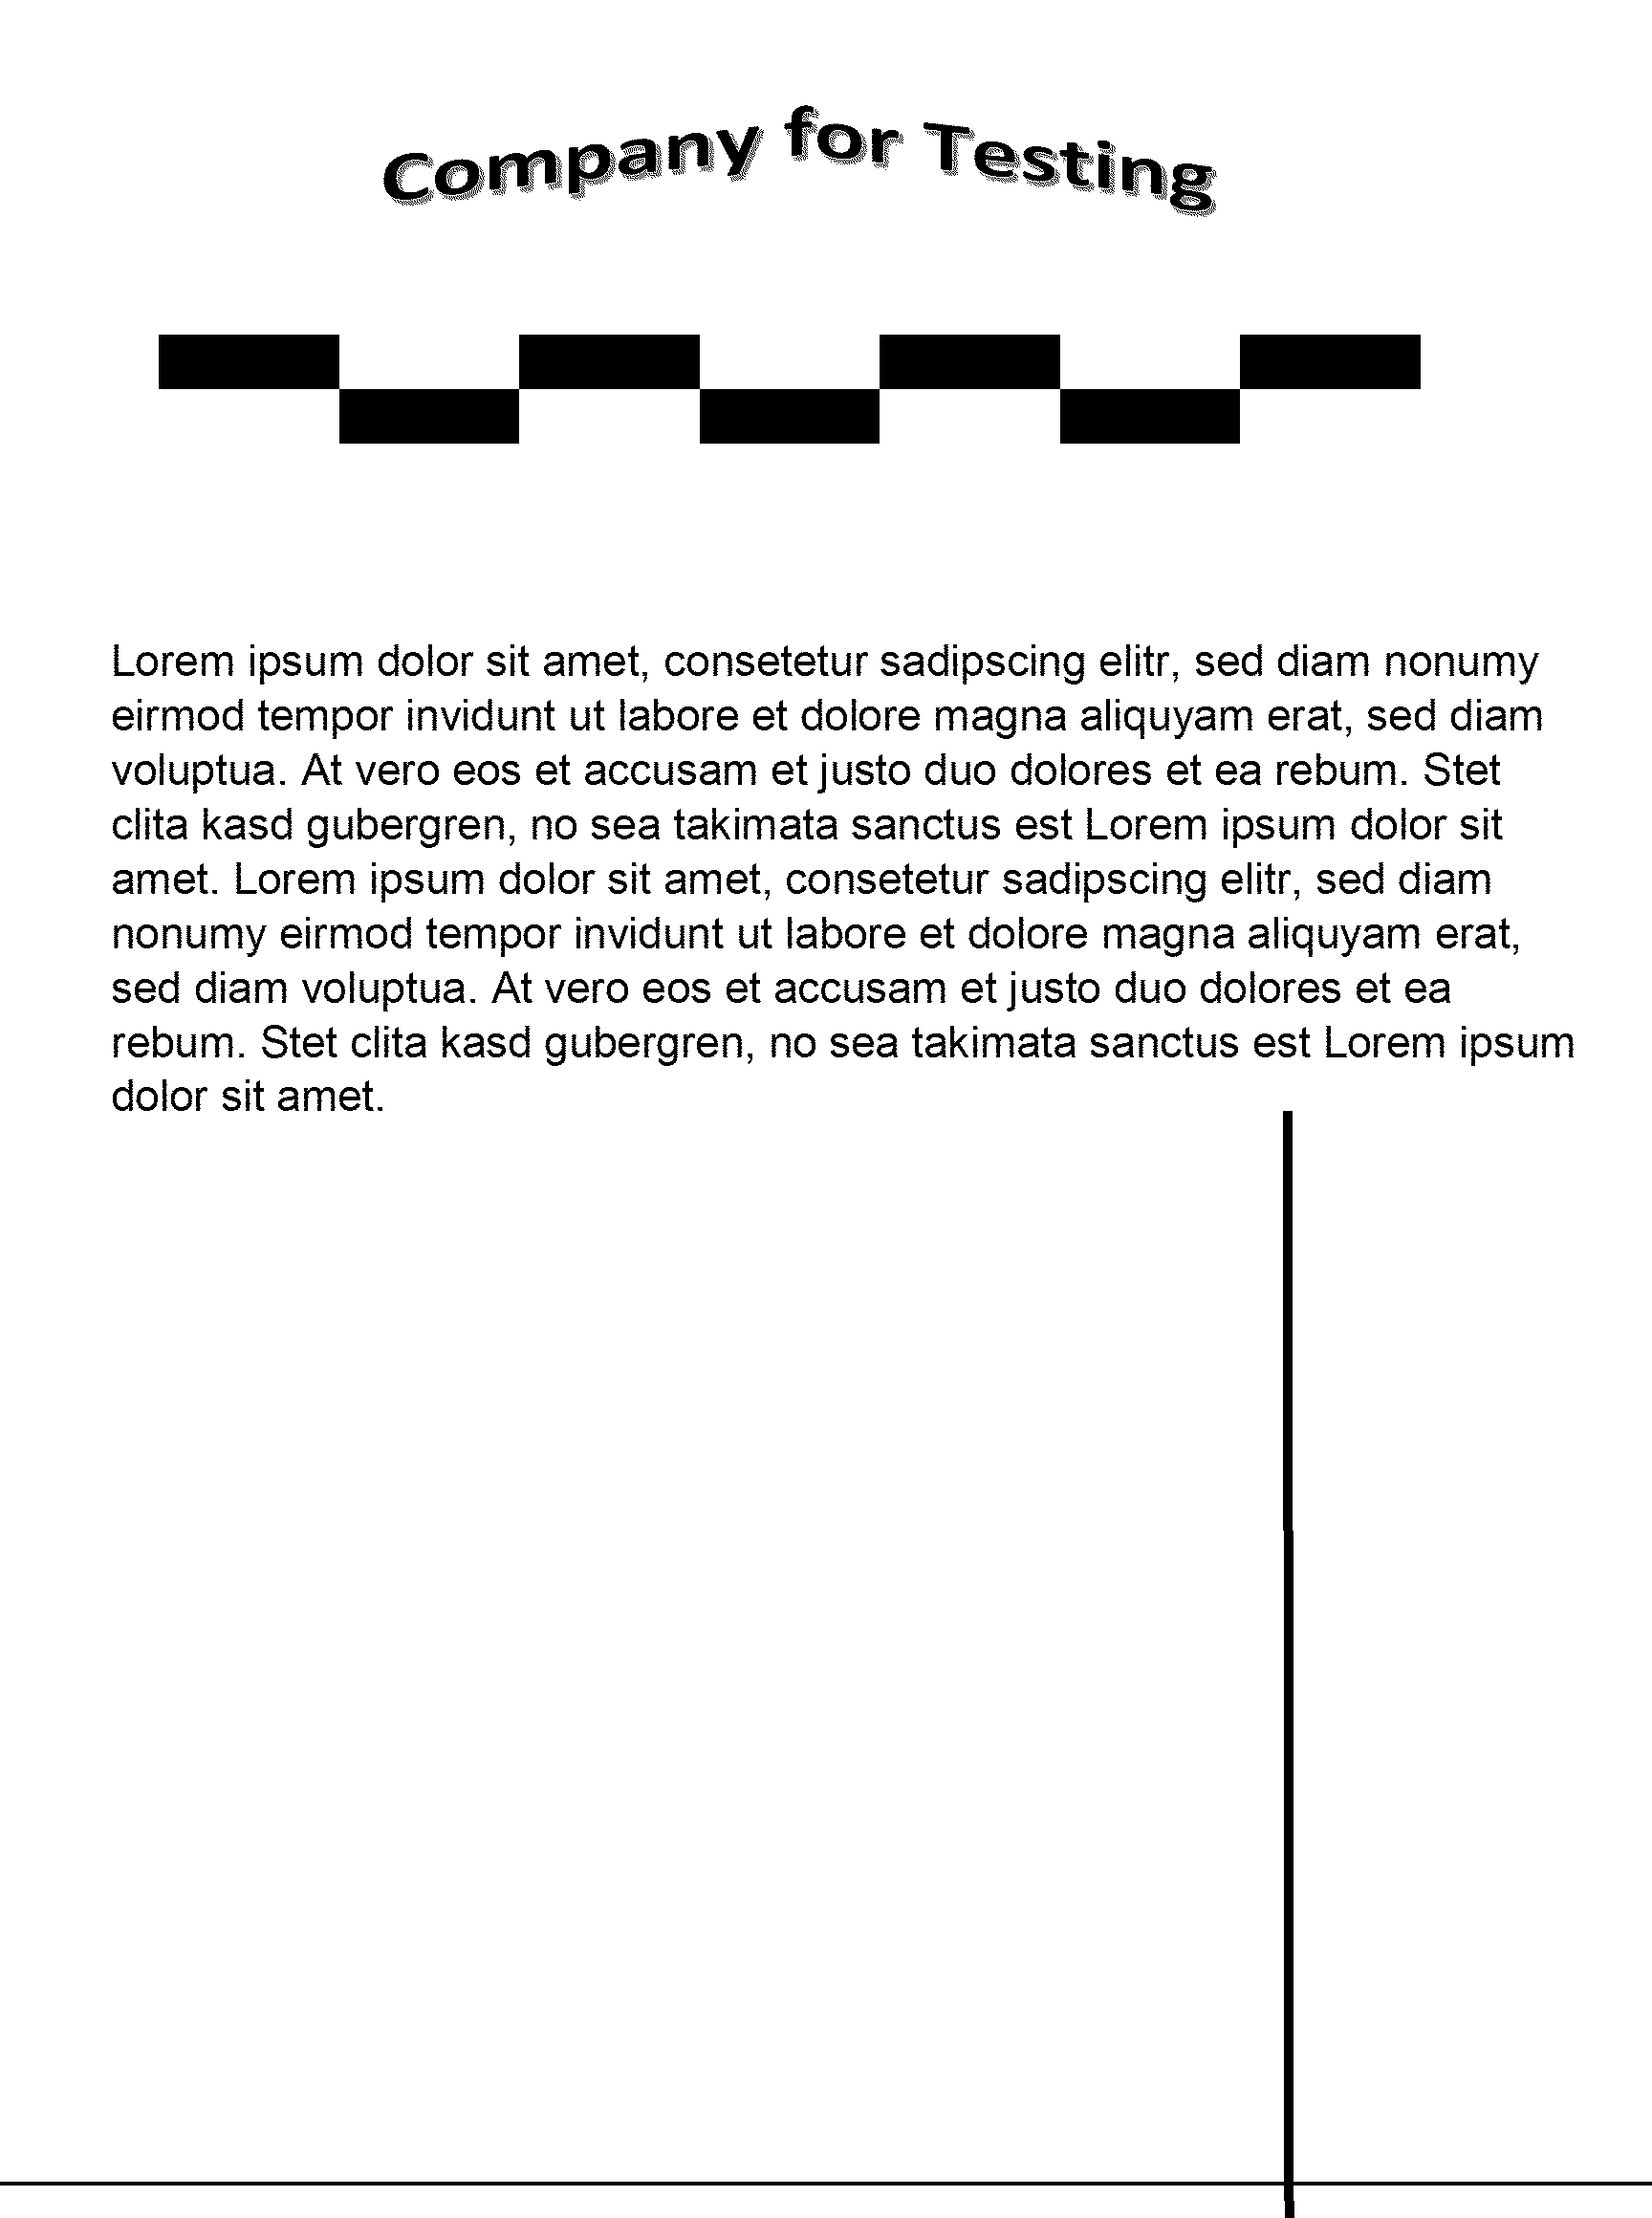 Company for Testing
Lorem ipsum dolor sit amet, consetetur sadipscing elitr, sed diam nonumy
eirmod tempor invidunt ut labore et dolore magna aliquyam erat, sed diam
voluptua. At vero eos et accusam et justo duo dolores et ea rebum. Stet
clita kasd gubergren, no sea takimata sanctus est Lorem ipsum dolor sit
amet. Lorem ipsum dolor sit amet, consetetur sadipscing elitr, sed diam
nonumy eirmod tempor invidunt ut labore et dolore magna aliquyam erat,
sed diam voluptua. At vero eos et accusam et justo duo dolores et ea
rebum. Stet clita kasd gubergren, no sea takimata sanctus est Lorem ipsum
dolor sit amet.